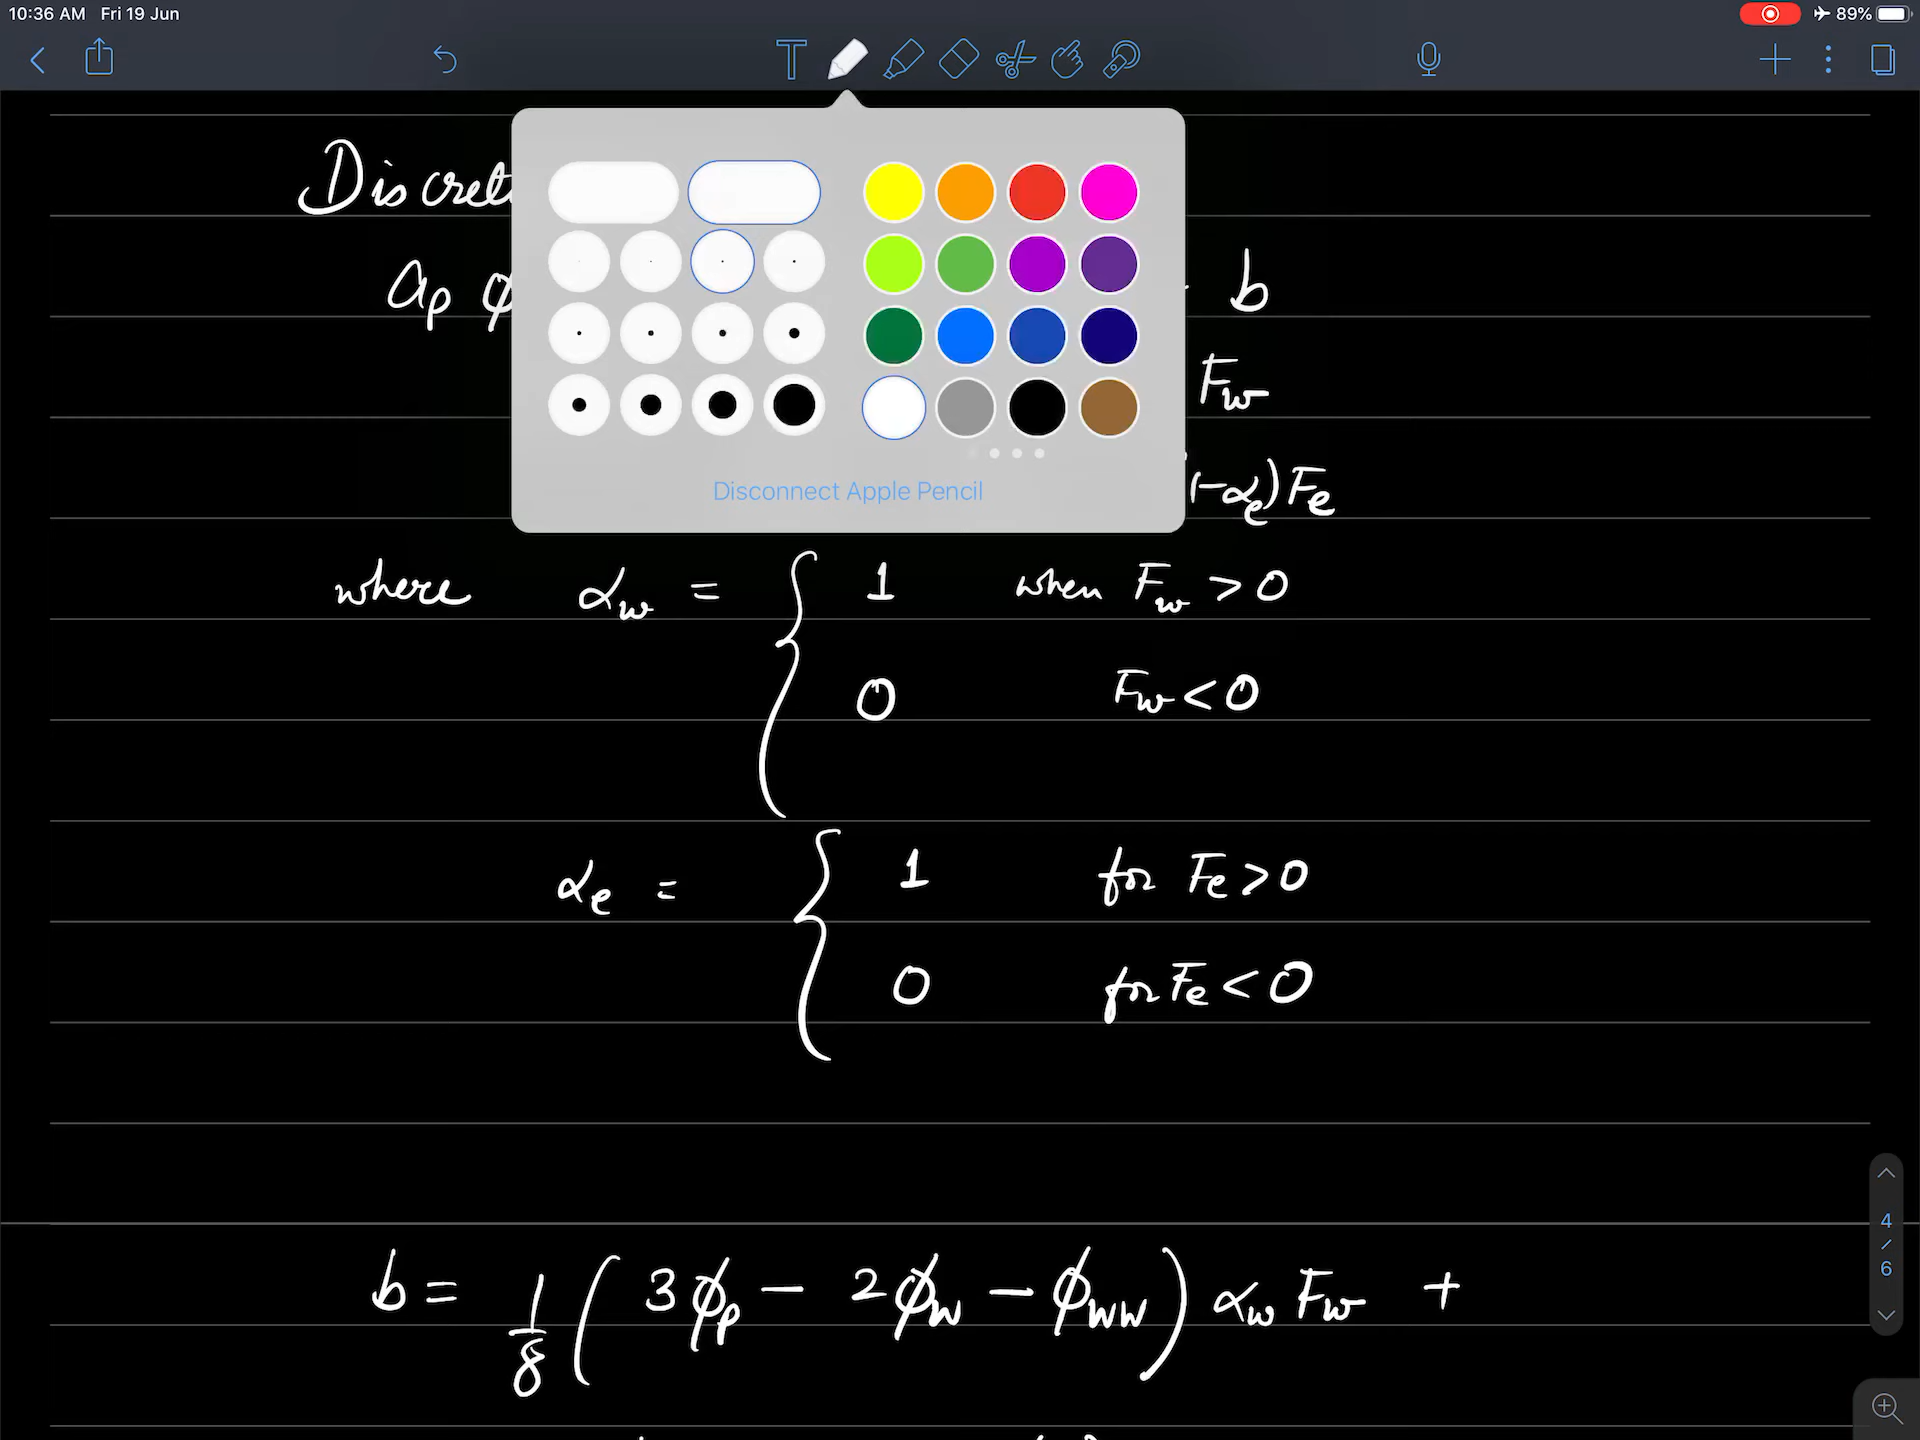 10:36 AM Fri 19 Jun 89%
T
Discret
ap ϕ b
Fw
(1-αe)Fe
Disconnect Apple Pencil
where αw = { 1 when Fw > 0
0 Fw < 0
αe = { 1 for Fe > 0
0 for Fe < 0
4
/
6
b = 1/8 ( 3ϕp - 2ϕw - ϕww ) αw Fw +